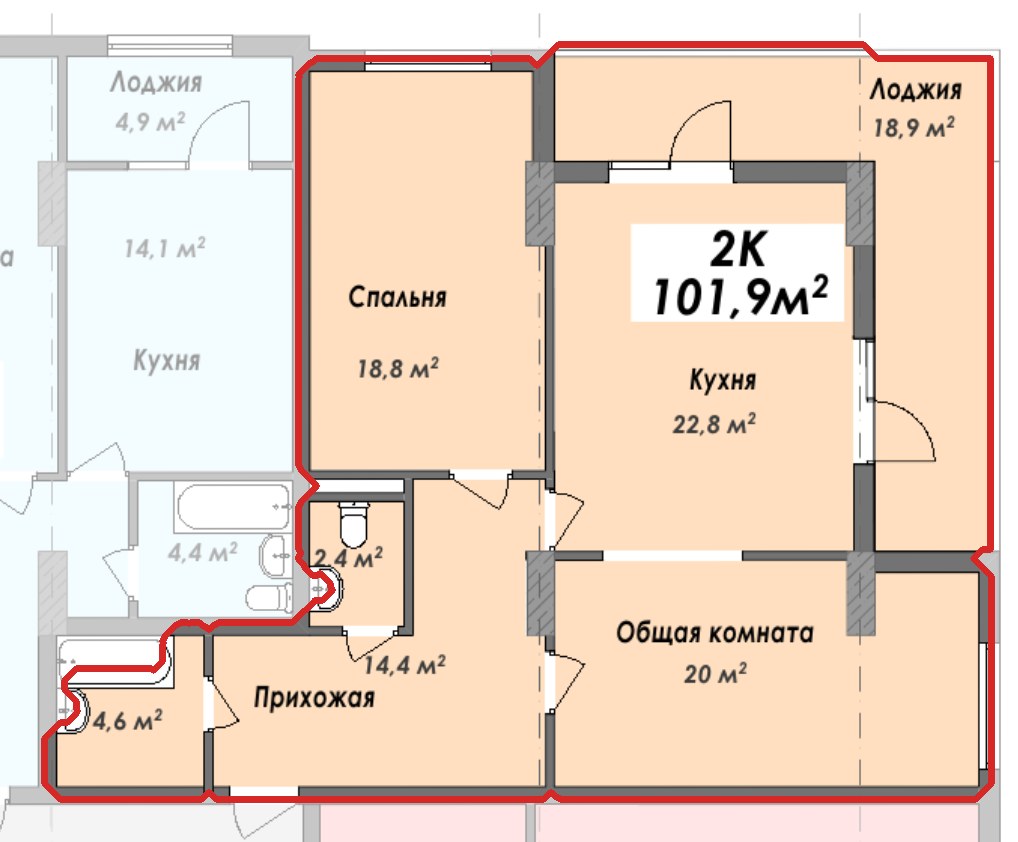 Лоджия
4,9 м²
Лоджия
18,9 м²
а
14,1 м²
2К
101,9м²
Спальня
18,8 м²
Кухня
Кухня
22,8 м²
4,4 м²
2,4 м²
Общая комната
20 м²
14,4 м²
Прихожая
4,6 м²